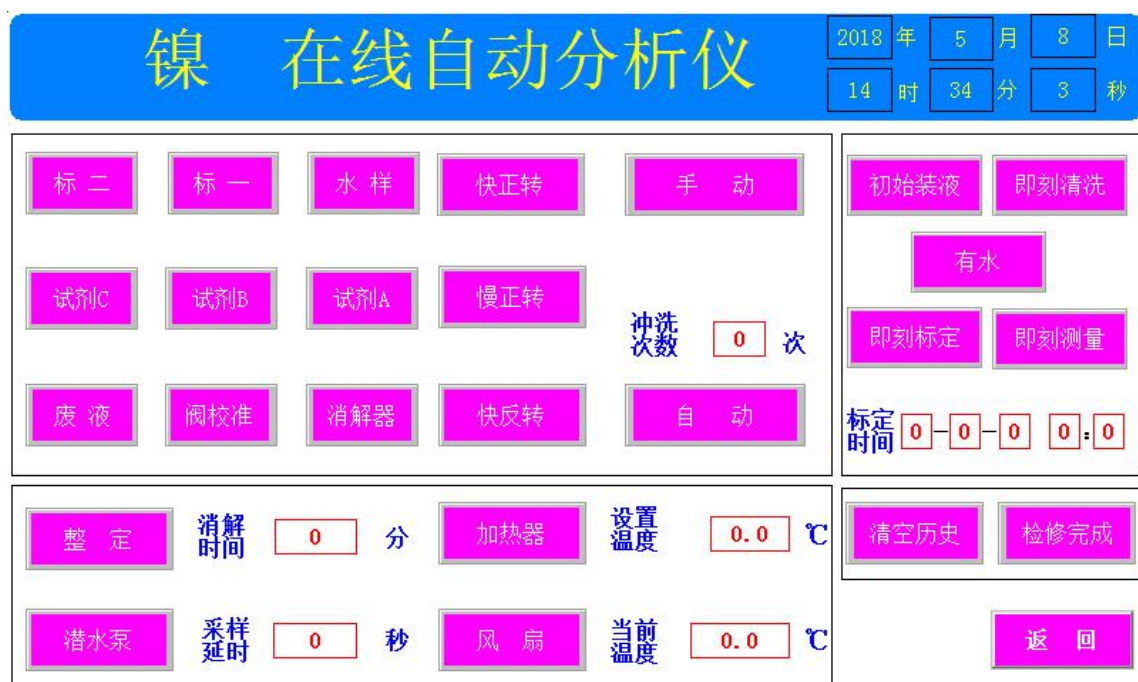 镍 在线自动分析仪
2018 年 5 月 8 日
14 时 34 分 3 秒
标 二 标 一 水 样 快正转 手 动
试剂C 试剂B 试剂A 慢正转
冲洗
次数 0 次
废 液 阀校准 消解器 快反转 自 动
初始装液 即刻清洗
有水
即刻标定 即刻测量
标定
时间 0-0-0 0:0
整 定 消解
时间 0 分 加热器 设置
温度 0.0 ℃
潜水泵 采样
延时 0 秒 风 扇 当前
温度 0.0 ℃
清空历史 检修完成
返 回